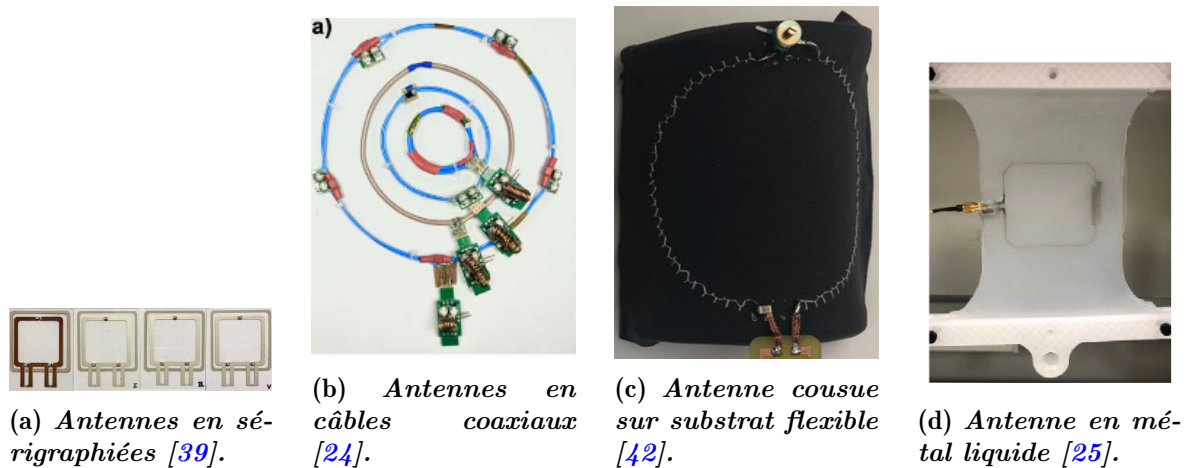 a)
(a) Antennes en sé-
rigraphiées [39].
(b) Antennes en
câbles coaxiaux
[24].
(c) Antenne cousue
sur substrat flexible
[42].
(d) Antenne en mé-
tal liquide [25].